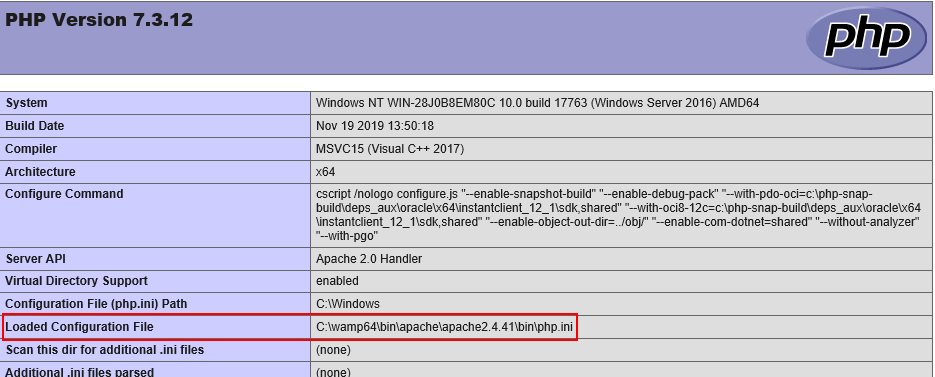 PHP Version 7.3.12
php
System Windows NT WIN-28J0B8EM80C 10.0 build 17763 (Windows Server 2016) AMD64
Build Date Nov 19 2019 13:50:18
Compiler MSVC15 (Visual C++ 2017)
Architecture x64
Configure Command cscript /nologo configure.js "--enable-snapshot-build" "--enable-debug-pack" "--with-pdo-oci=c:\php-snap-
build\deps_aux\oracle\x64\instantclient_12_1\sdk,shared" "--with-oci8-12c=c:\php-snap-build\deps_aux\oracle\x64
\instantclient_12_1\sdk,shared" "--enable-object-out-dir=../obj/" "--enable-com-dotnet=shared" "--without-analyzer"
"--with-pgo"
Server API Apache 2.0 Handler
Virtual Directory Support enabled
Configuration File (php.ini) Path C:\Windows
Loaded Configuration File C:\wamp64\bin\apache\apache2.4.41\bin\php.ini
Scan this dir for additional .ini files (none)
Additional .ini files parsed (none)